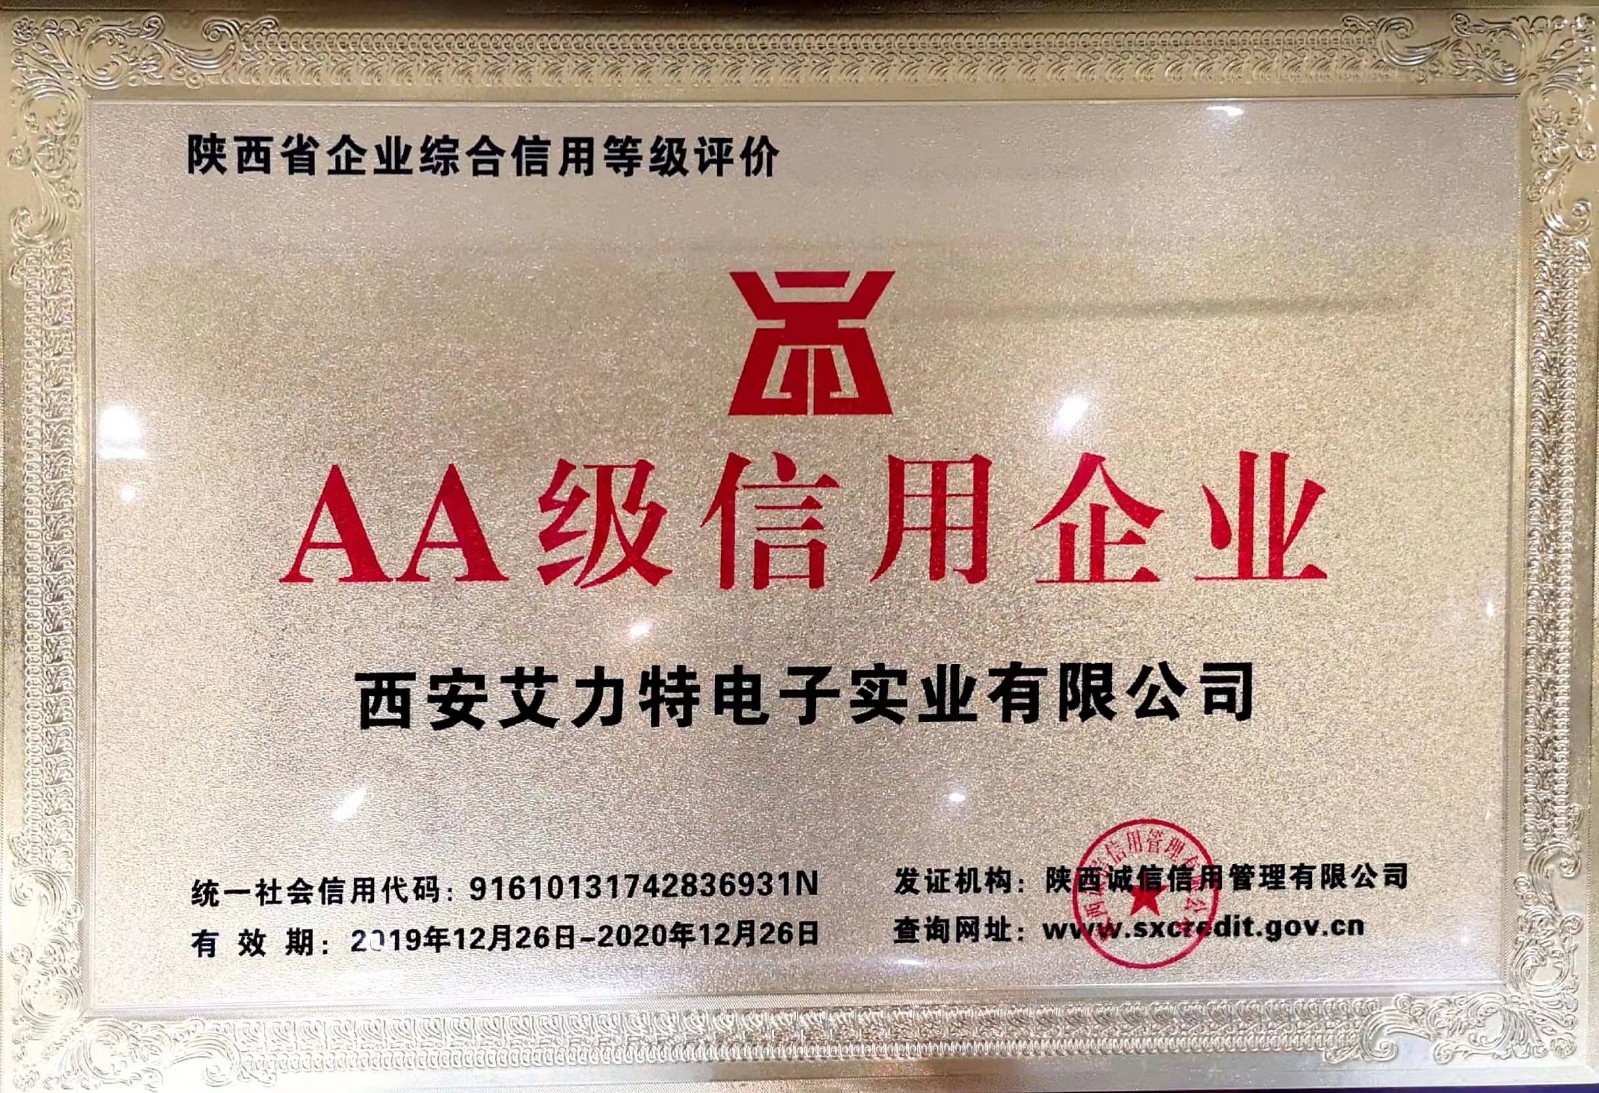 陕西省企业综合信用等级评价
AA级信用企业
西安艾力特电子实业有限公司
统一社会信用代码：91610131742836931N
有 效 期：2019年12月26日-2020年12月26日
发证机构：陕西诚信信用管理有限公司
查询网址：www.sxcredit.gov.cn